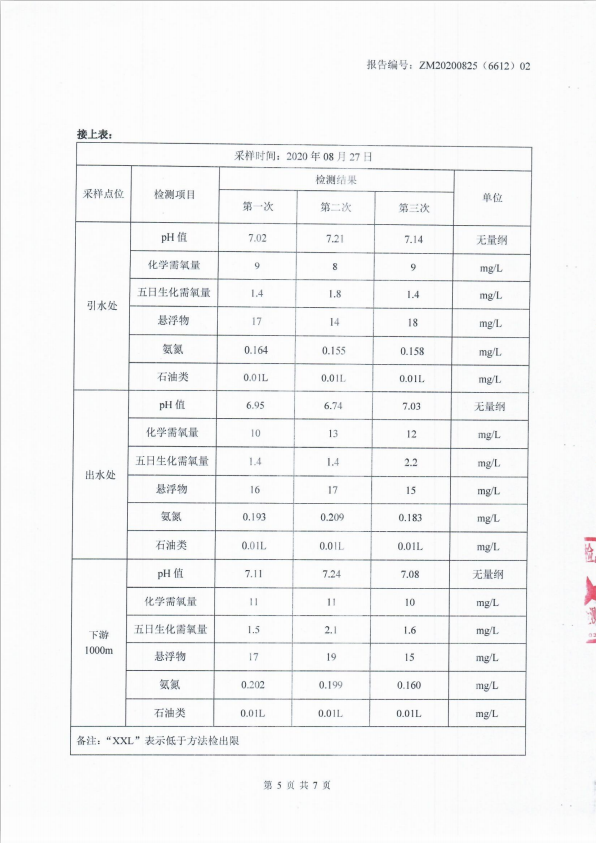 报告编号：ZM20200825（6612）02
接上表：
采样时间：2020 年 08 月 27 日
采样点位 检测项目 检测结果 单位
第一次 第二次 第三次
引水处
pH 值 7.02 7.21 7.14 无量纲
化学需氧量 9 8 9 mg/L
五日生化需氧量 1.4 1.8 1.4 mg/L
悬浮物 17 14 18 mg/L
氨氮 0.164 0.155 0.158 mg/L
石油类 0.01L 0.01L 0.01L mg/L
出水处
pH 值 6.95 6.74 7.03 无量纲
化学需氧量 10 13 12 mg/L
五日生化需氧量 1.4 1.4 2.2 mg/L
悬浮物 16 17 15 mg/L
氨氮 0.193 0.209 0.183 mg/L
石油类 0.01L 0.01L 0.01L mg/L
下游
1000m
pH 值 7.11 7.24 7.08 无量纲
化学需氧量 11 11 10 mg/L
五日生化需氧量 1.5 2.1 1.6 mg/L
悬浮物 17 19 15 mg/L
氨氮 0.202 0.199 0.160 mg/L
石油类 0.01L 0.01L 0.01L mg/L
备注：“XXL”表示低于方法检出限
第 5 页 共 7 页